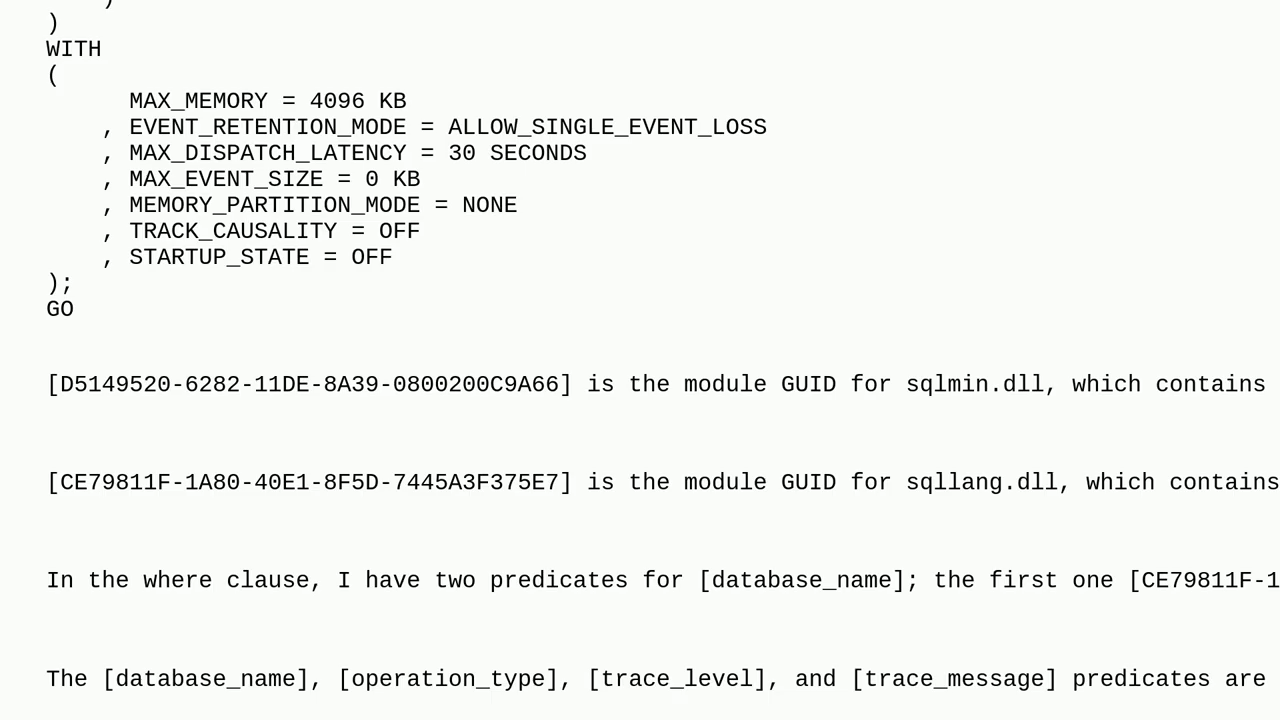 )
WITH
(
MAX_MEMORY = 4096 KB
, EVENT_RETENTION_MODE = ALLOW_SINGLE_EVENT_LOSS
, MAX_DISPATCH_LATENCY = 30 SECONDS
, MAX_EVENT_SIZE = 0 KB
, MEMORY_PARTITION_MODE = NONE
, TRACK_CAUSALITY = OFF
, STARTUP_STATE = OFF
);
GO
[D5149520-6282-11DE-8A39-0800200C9A66] is the module GUID for sqlmin.dll, which contains
[CE79811F-1A80-40E1-8F5D-7445A3F375E7] is the module GUID for sqllang.dll, which contains
In the where clause, I have two predicates for [database_name]; the first one [CE79811F-1
The [database_name], [operation_type], [trace_level], and [trace_message] predicates are